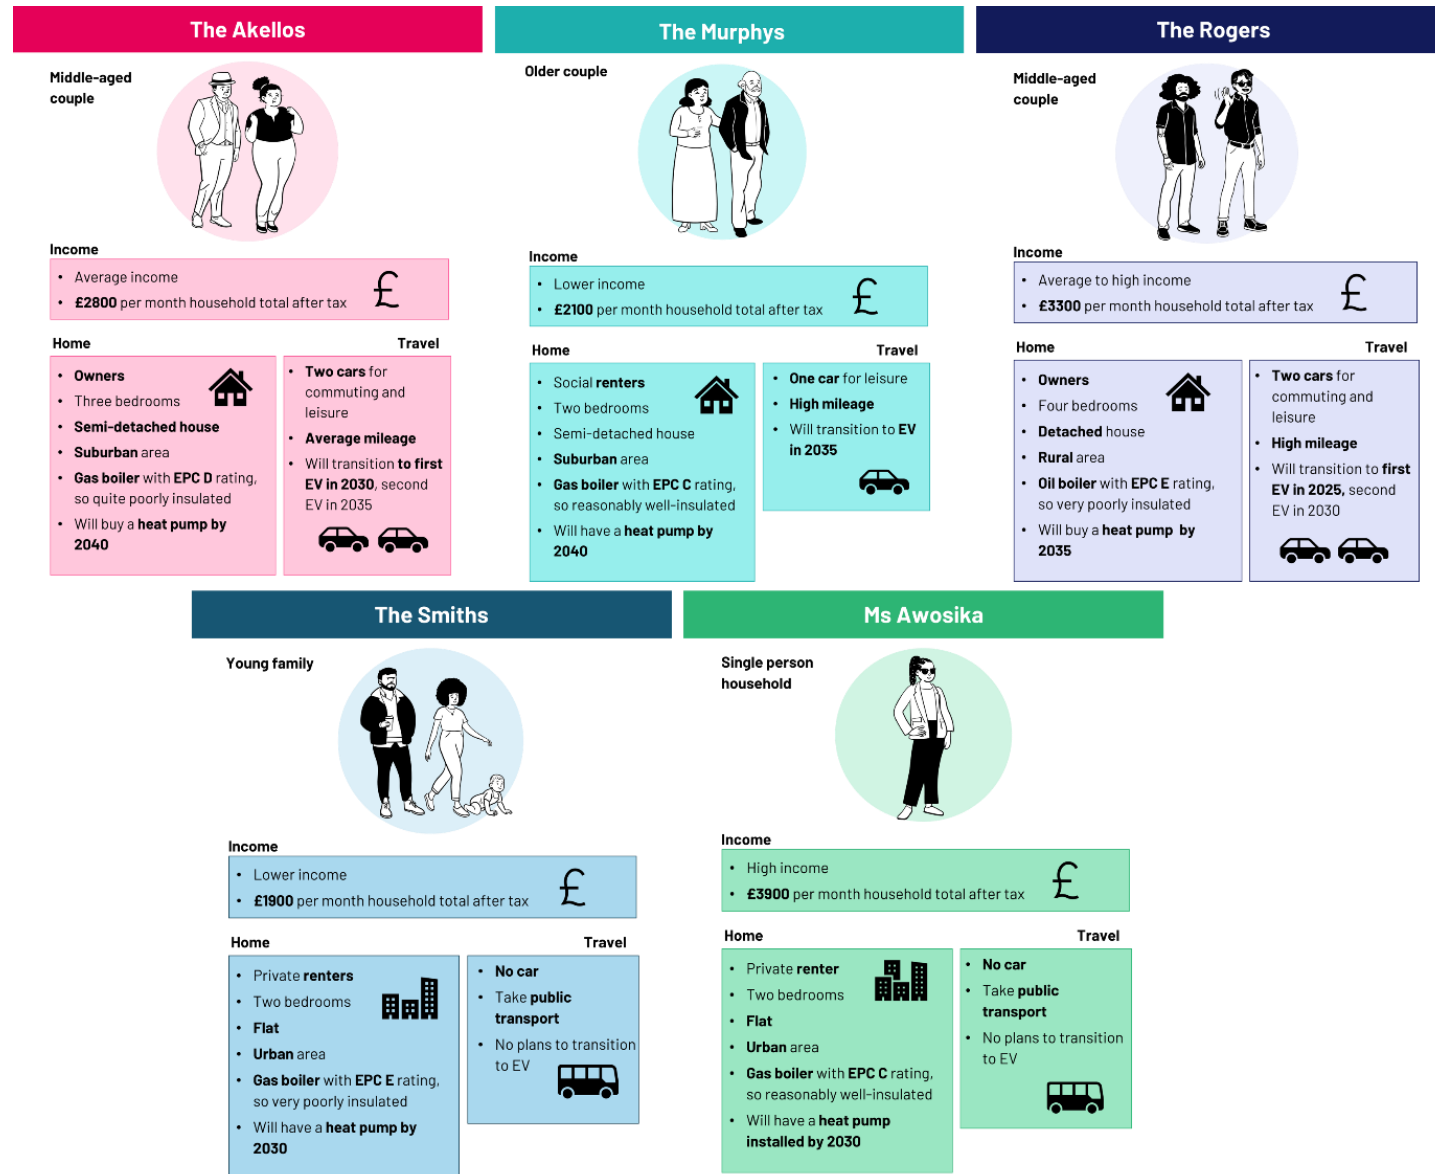 The Akellos
Middle-aged
couple
Income
• Average income
• £2800 per month household total after tax
£
Home
• Owners
• Three bedrooms
• Semi-detached house
• Suburban area
• Gas boiler with EPC D rating,
so quite poorly insulated
• Will buy a heat pump by
2040
Travel
• Two cars for
commuting and
leisure
• Average mileage
• Will transition to first
EV in 2030, second
EV in 2035
The Murphys
Older couple
Income
• Lower income
• £2100 per month household total after tax
£
Home
• Social renters
• Two bedrooms
• Semi-detached house
• Suburban area
• Gas boiler with EPC C rating,
so reasonably well-insulated
• Will have a heat pump by
2040
Travel
• One car for leisure
• High mileage
• Will transition to EV
in 2035
The Rogers
Middle-aged
couple
Income
• Average to high income
• £3300 per month household total after tax
£
Home
• Owners
• Four bedrooms
• Detached house
• Rural area
• Oil boiler with EPC E rating,
so very poorly insulated
• Will buy a heat pump by
2035
Travel
• Two cars for
commuting and
leisure
• High mileage
• Will transition to first
EV in 2025, second
EV in 2030
The Smiths
Young family
Income
• Lower income
• £1900 per month household total after tax
£
Home
• Private renters
• Two bedrooms
• Flat
• Urban area
• Gas boiler with EPC E rating,
so very poorly insulated
• Will have a heat pump by
2030
Travel
• No car
• Take public
transport
• No plans to transition
to EV
Ms Awosika
Single person
household
Income
• High income
• £3900 per month household total after tax
£
Home
• Private renter
• Two bedrooms
• Flat
• Urban area
• Gas boiler with EPC C rating,
so reasonably well-insulated
• Will have a heat pump
installed by 2030
Travel
• No car
• Take public
transport
• No plans to transition
to EV